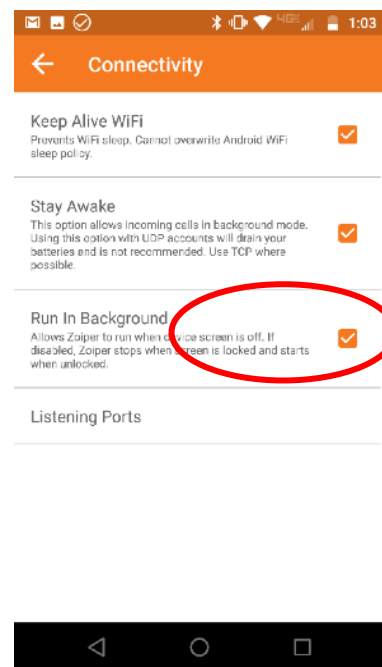 4GE 1:03
Connectivity
Keep Alive WiFi
Prevents WiFi sleep. Cannot overwrite Android WiFi
sleep policy.
Stay Awake
This option allows incoming calls in background mode.
Using this option with UDP accounts will drain your
batteries and is not recommended. Use TCP where
possible.
Run In Background
Allows Zoiper to run when device screen is off. If
disabled, Zoiper stops when screen is locked and starts
when unlocked.
Listening Ports